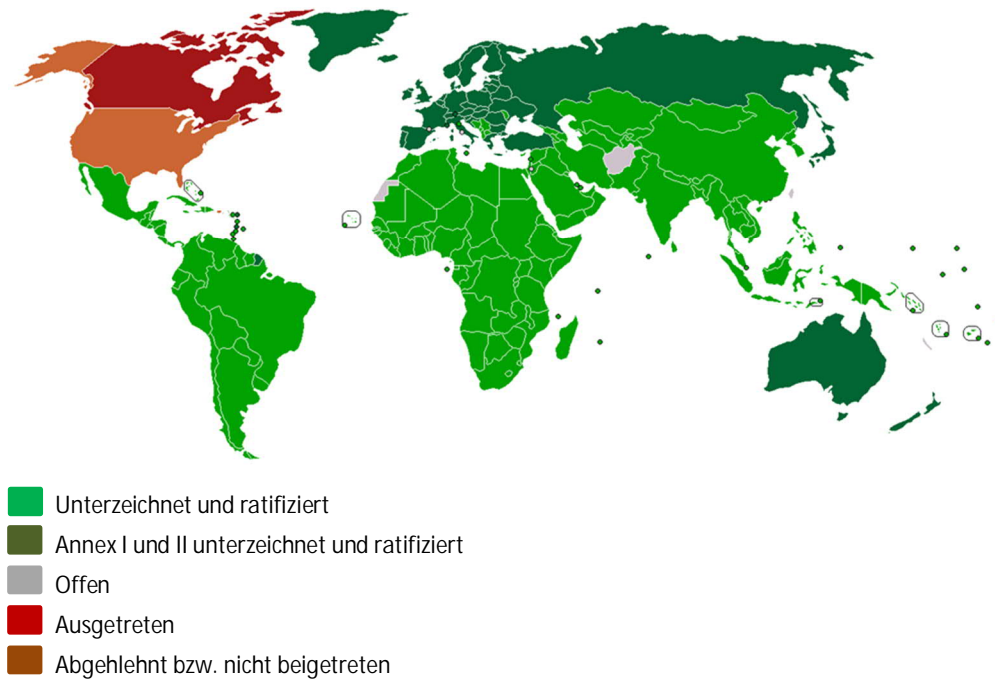 Unterzeichnet und ratifiziert
Annex I und II unterzeichnet und ratifiziert
Offen
Ausgetreten
Abgehlehnt bzw. nicht beigetreten